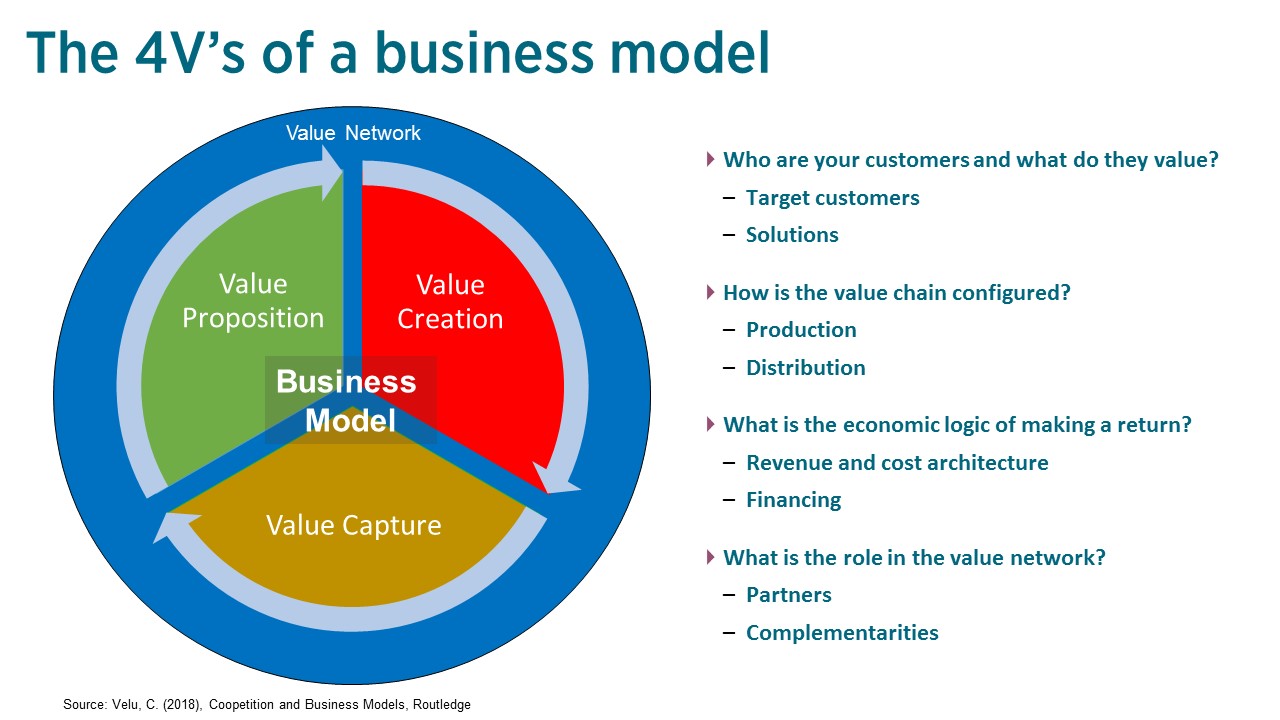 The 4V’s of a business model
Value Network
Value
Proposition
Value
Creation
Business
Model
Value Capture
Who are your customers and what do they value?
– Target customers
– Solutions
How is the value chain configured?
– Production
– Distribution
What is the economic logic of making a return?
– Revenue and cost architecture
– Financing
What is the role in the value network?
– Partners
– Complementarities
Source: Velu, C. (2018), Coopetition and Business Models, Routledge